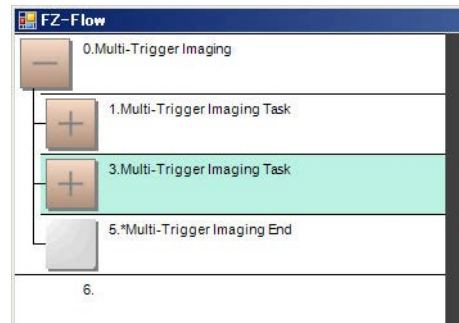 FZ-Flow
0.Multi-Trigger Imaging
1.Multi-Trigger Imaging Task
3.Multi-Trigger Imaging Task
5.*Multi-Trigger Imaging End
6.